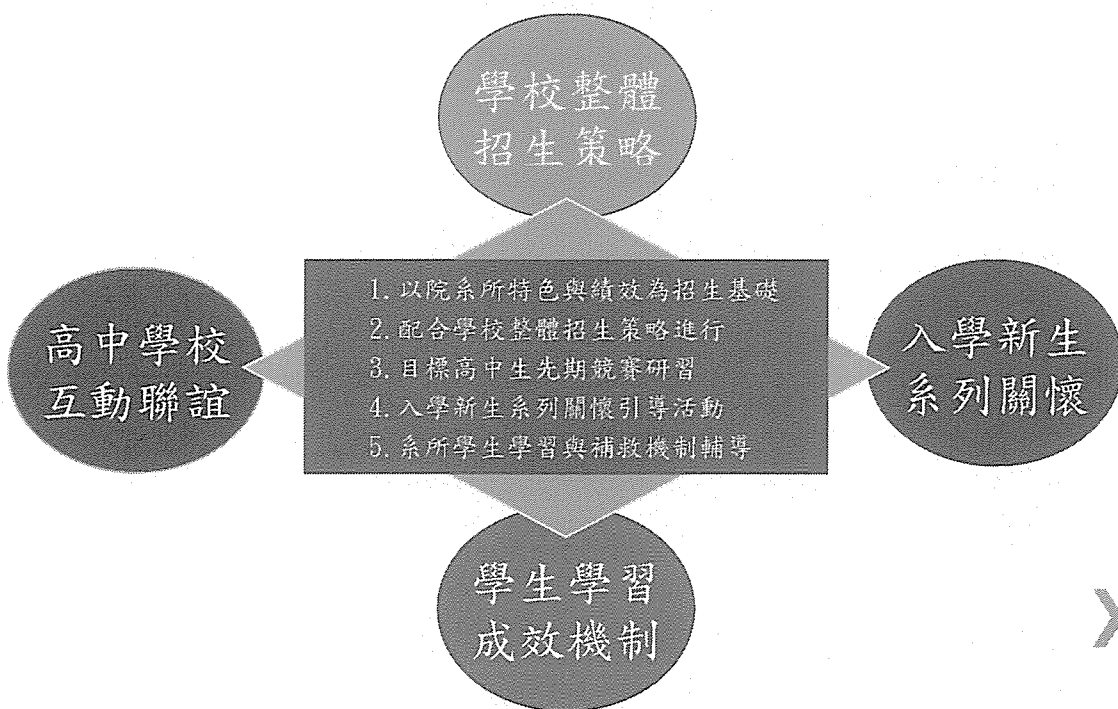 學校整體
招生策略
高中學校
互動聯誼
1. 以院系所特色與績效為招生基礎
2. 配合學校整體招生策略進行
3. 目標高中生先期競賽研習
4. 入學新生系列關懷引導活動
5. 系所學生學習與補救機制輔導
入學新生
系列關懷
學生學習
成效機制